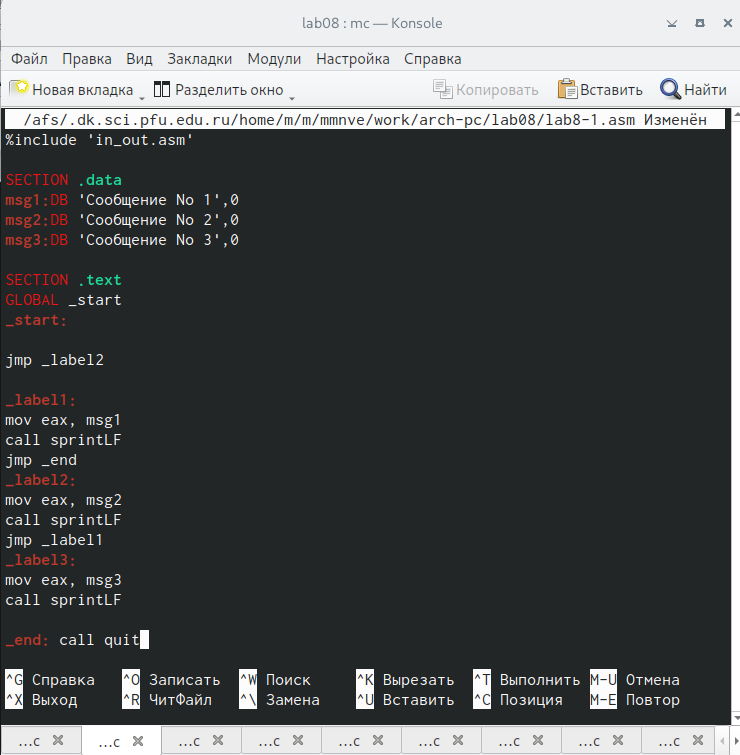 lab08 : mc — Konsole
Файл Правка Вид Закладки Модули Настройка Справка
Новая вкладка Разделить окно Копировать Вставить Найти
/afs/.dk.sci.pfu.edu.ru/home/m/m/mmnve/work/arch-pc/lab08/lab8-1.asm Изменён
%include 'in_out.asm'
SECTION .data
msg1:DB 'Сообщение No 1',0
msg2:DB 'Сообщение No 2',0
msg3:DB 'Сообщение No 3',0
SECTION .text
GLOBAL _start
_start:
jmp _label2
_label1:
mov eax, msg1
call sprintLF
jmp _end
_label2:
mov eax, msg2
call sprintLF
jmp _label1
_label3:
mov eax, msg3
call sprintLF
_end: call quit
^G Справка ^O Записать ^W Поиск ^K Вырезать ^T Выполнить M-U Отмена
^X Выход ^R ЧитФайл ^\ Замена ^U Вставить ^C Позиция M-E Повтор
...c ...c ...c ...c ...c ...c ...c ...c ...c